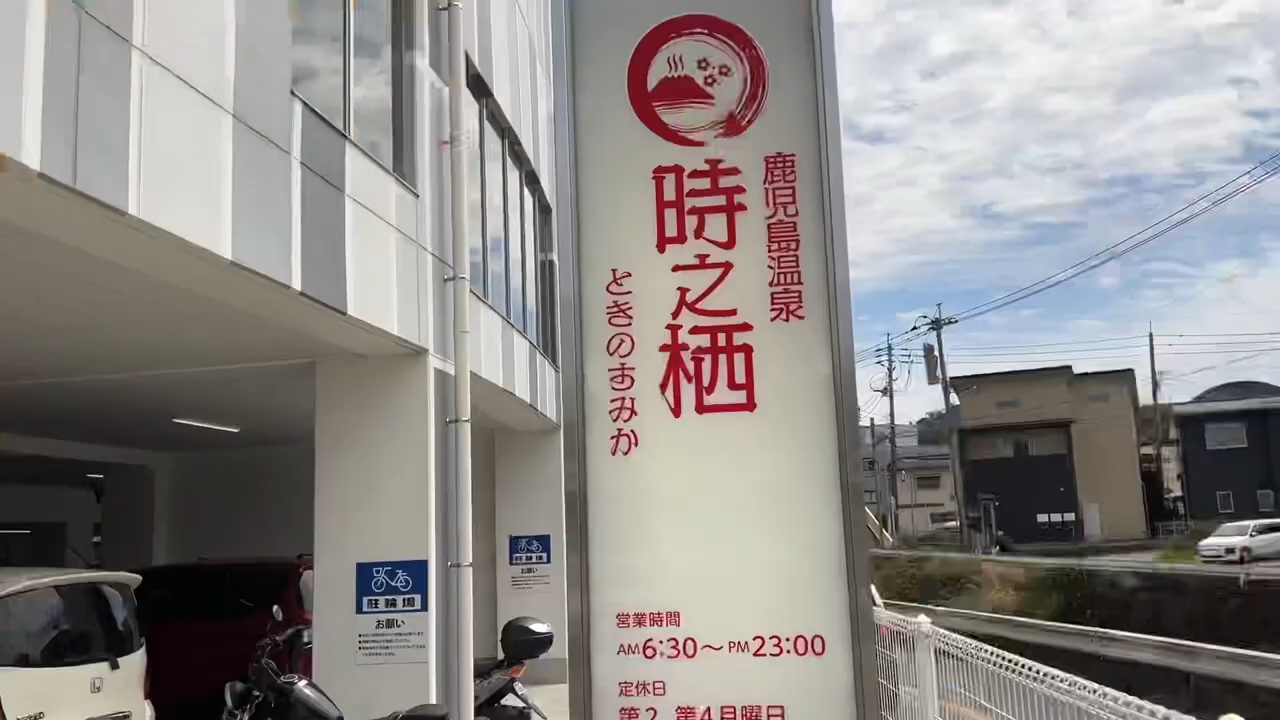 鹿児島温泉
時之栖
ときのすみか
営業時間
AM6:30～PM23:00
定休日
第2、第4月曜日
駐輪場
お願い
駐輪場
お願い